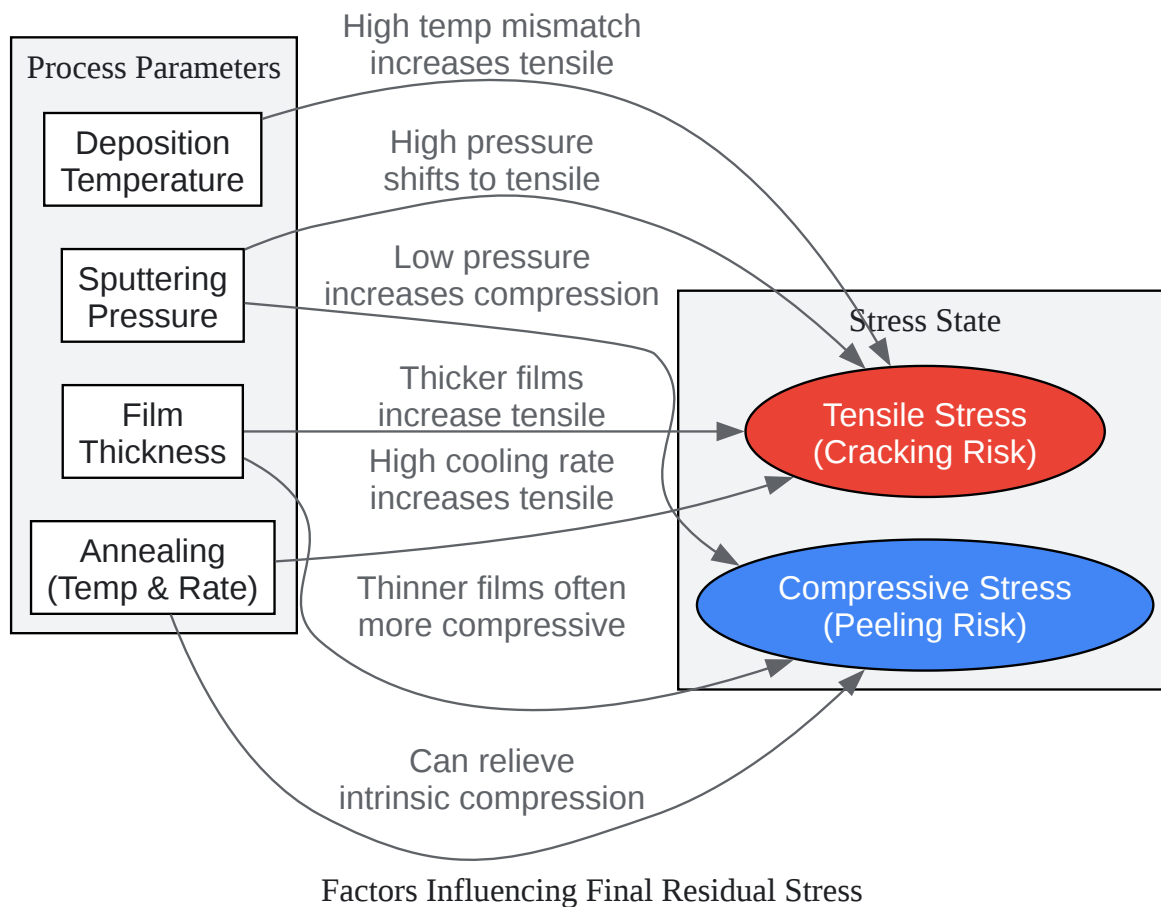 High temp mismatch
increases tensile
Process Parameters
Deposition
Temperature
High pressure
shifts to tensile
Sputtering
Pressure
Low pressure
increases compression
Stress State
Film
Thickness
Thicker films
increase tensile
Tensile Stress
(Cracking Risk)
High cooling rate
increases tensile
Annealing
(Temp & Rate)
Thinner films often
more compressive
Compressive Stress
(Peeling Risk)
Can relieve
intrinsic compression
Factors Influencing Final Residual Stress